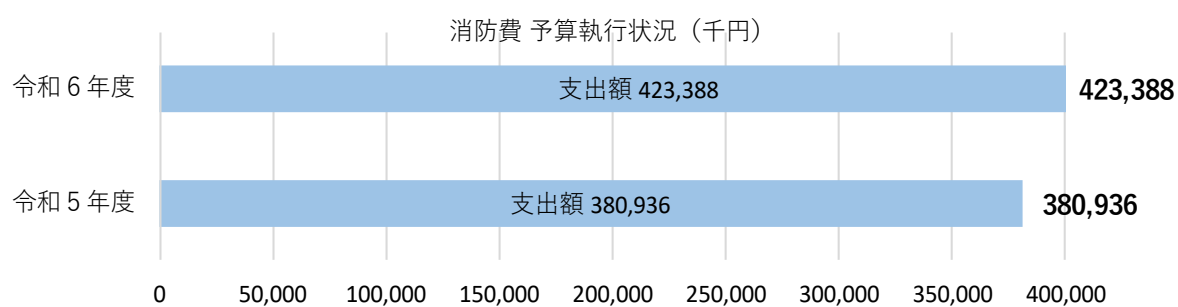 消防費 予算執行状況（千円）
令和６年度
支出額 423,388
423,388
令和５年度
支出額 380,936
380,936
0 50,000 100,000 150,000 200,000 250,000 300,000 350,000 400,000